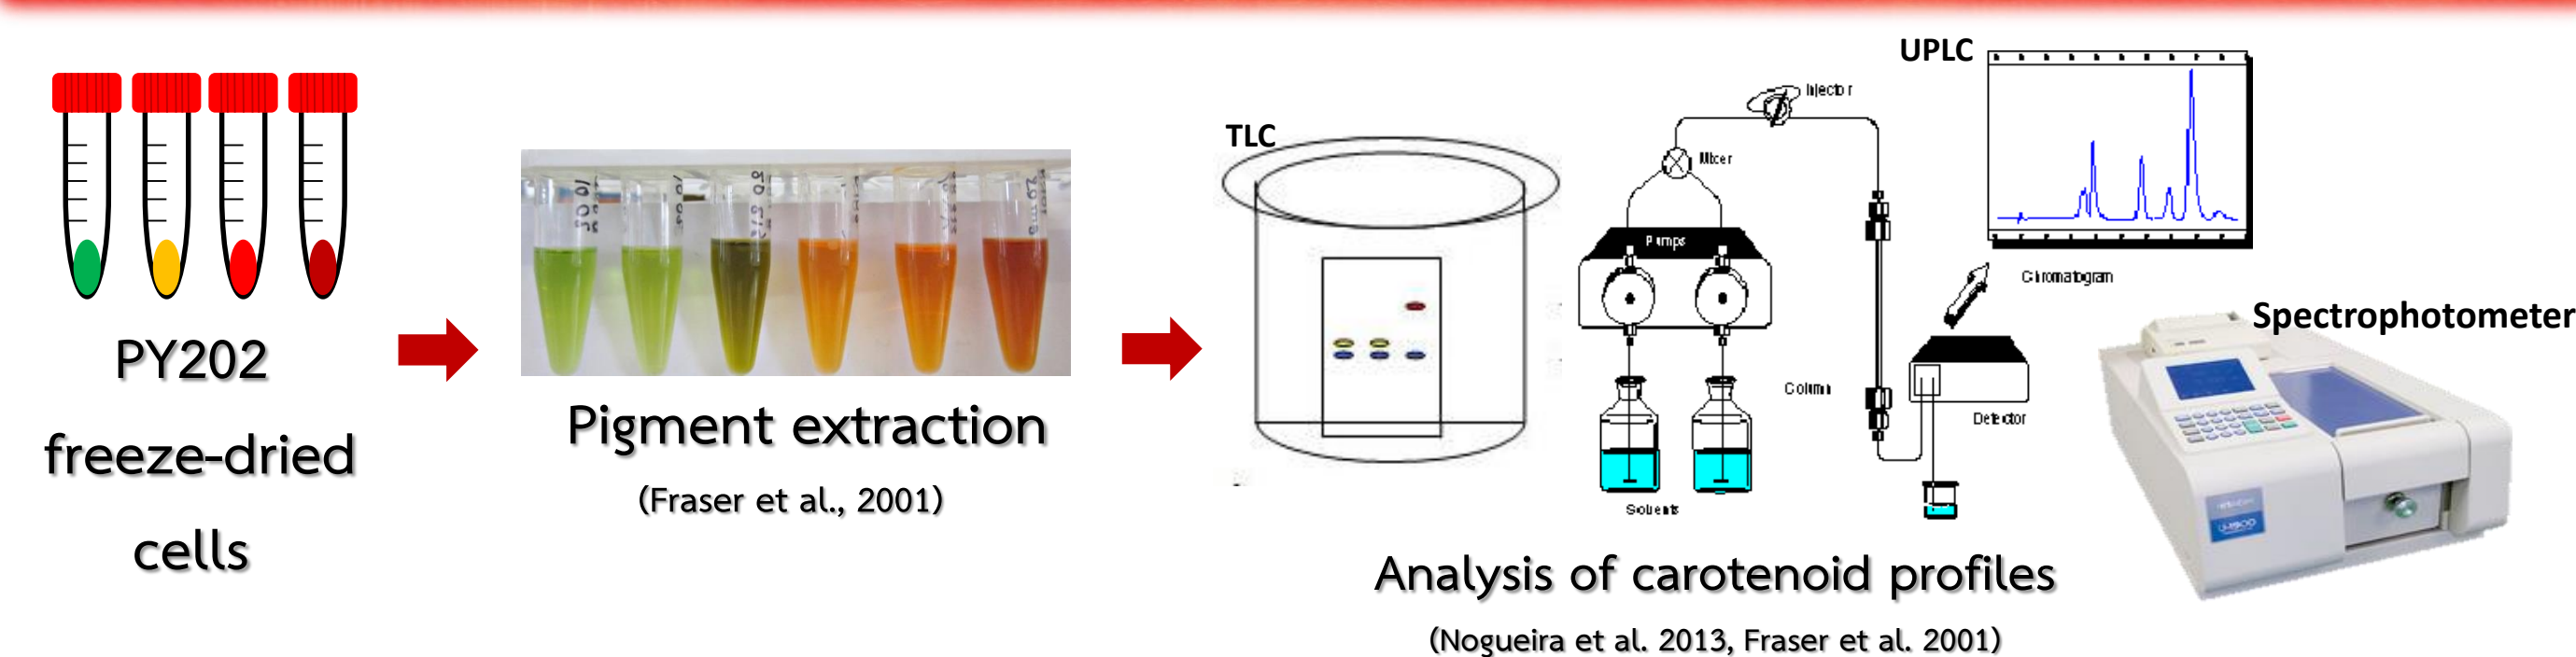 PY202
freeze-dried
cells
Pigment extraction
(Fraser et al., 2001)
TLC
UPLC
Injector
Mixer
Pumps
Column
Solvents
Chromatogram
Detector
Spectrophotometer
Analysis of carotenoid profiles
(Nogueira et al. 2013, Fraser et al. 2001)